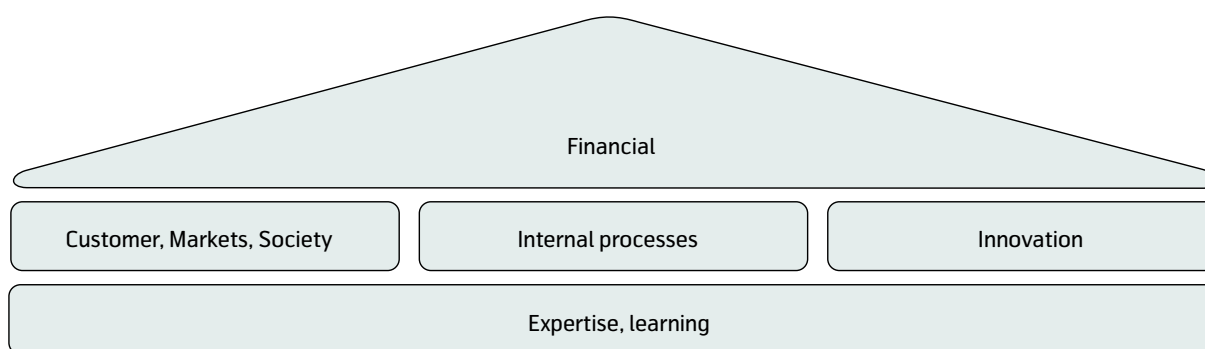 Financial
Customer, Markets, Society
Internal processes
Innovation
Expertise, learning